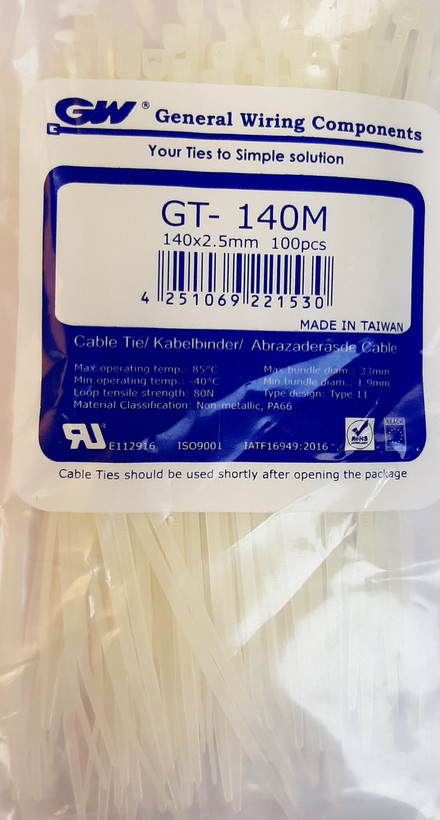 GW® General Wiring Components
Your Ties to Simple solution
GT- 140M
140x2.5mm 100pcs
4 251069 221530
MADE IN TAIWAN
Cable Tie/ Kabelbinder/ Abrazaderasde Cable
Max operating temp.: 85°C Max bundle diam.: 33mm
Min.operating temp.: -40°C Min bundle diam.: 1.9mm
Loop tensile strength: 80N Type design: Type 11
Material Classification: Non-metallic, PA66
RU E112916 ISO9001 IATF16949:2016 RoHS REACH
Cable Ties should be used shortly after opening the package